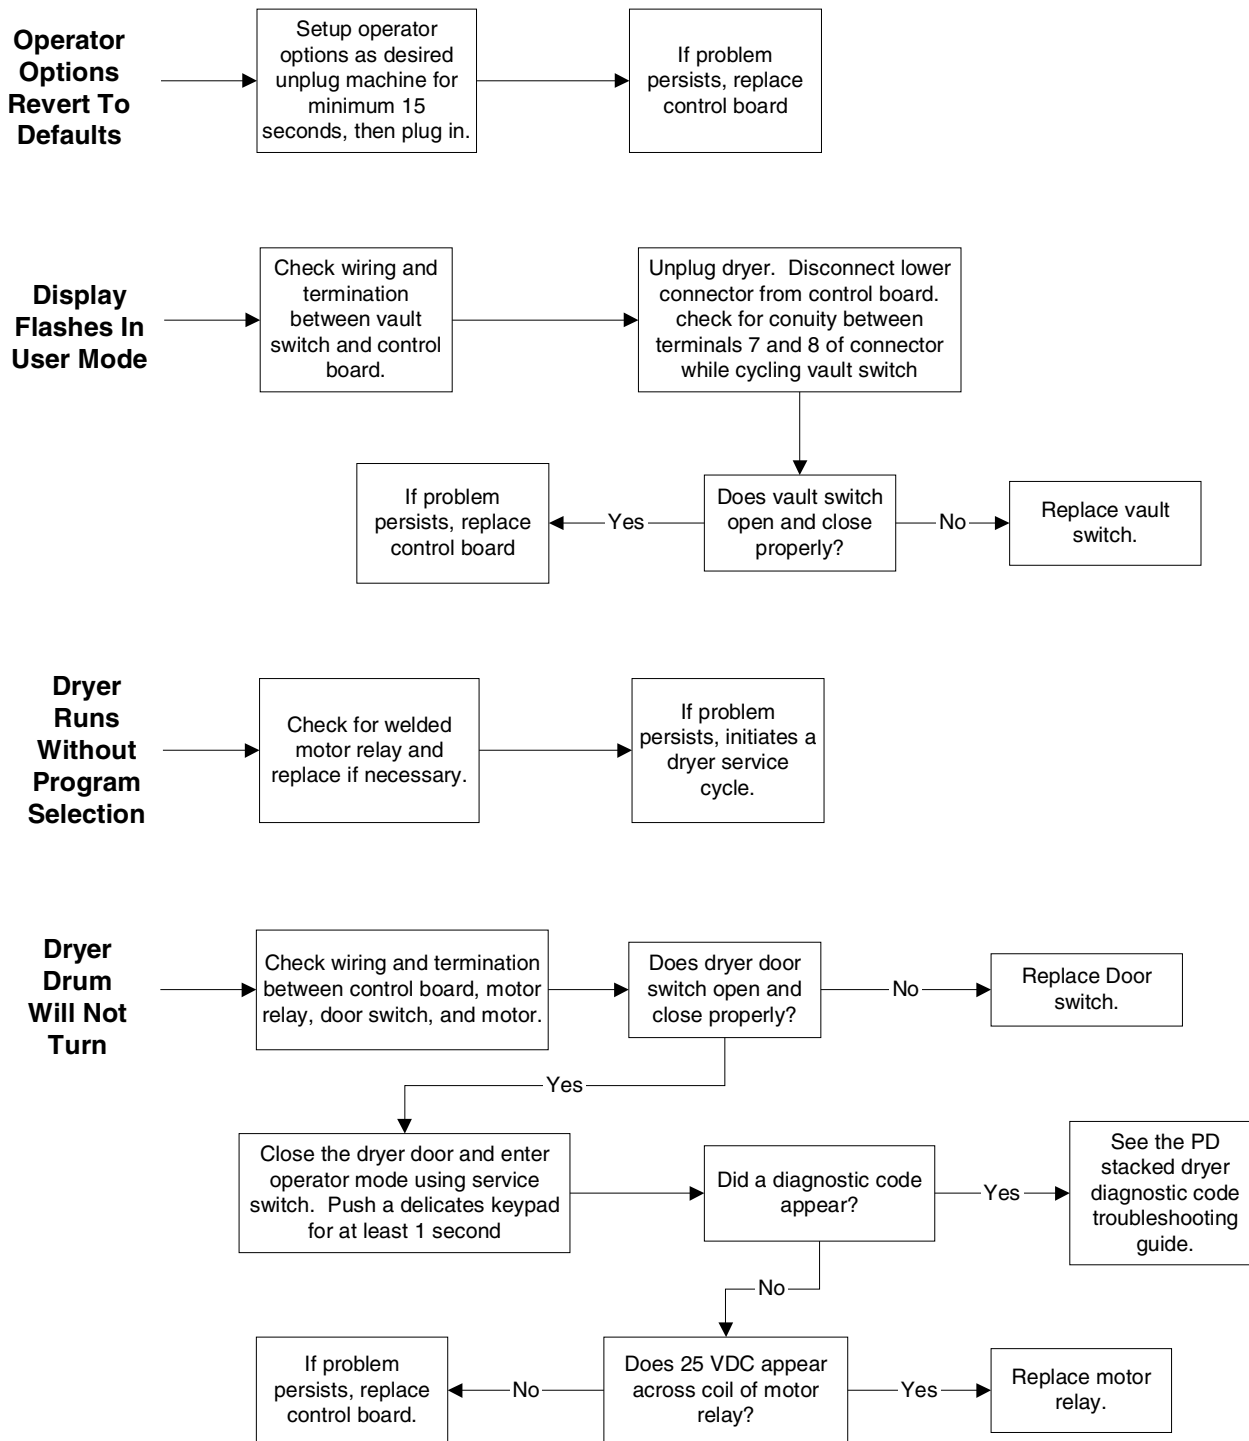 Operator
Options
Revert To
Defaults
Setup operator
options as desired
unplug machine for
minimum 15
seconds, then plug in.
If problem
persists, replace
control board
Display
Flashes In
User Mode
Check wiring and
termination
between vault
switch and control
board.
Unplug dryer.  Disconnect lower
connector from control board.
check for conuity between
terminals 7 and 8 of connector
while cycling vault switch
If problem
persists, replace
control board
Yes
Does vault switch
open and close
properly?
No
Replace vault
switch.
Dryer
Runs
Without
Program
Selection
Check for welded
motor relay and
replace if necessary.
If problem
persists, initiates a
dryer service
cycle.
Dryer
Drum
Will Not
Turn
Check wiring and termination
between control board, motor
relay, door switch, and motor.
Does dryer door
switch open and
close properly?
No
Replace Door
switch.
Yes
Close the dryer door and enter
operator mode using service
switch.  Push a delicates keypad
for at least 1 second
Did a diagnostic code
appear?
Yes
See the PD
stacked dryer
diagnostic code
troubleshooting
guide.
No
If problem
persists, replace
control board.
No
Does 25 VDC appear
across coil of motor
relay?
Yes
Replace motor
relay.